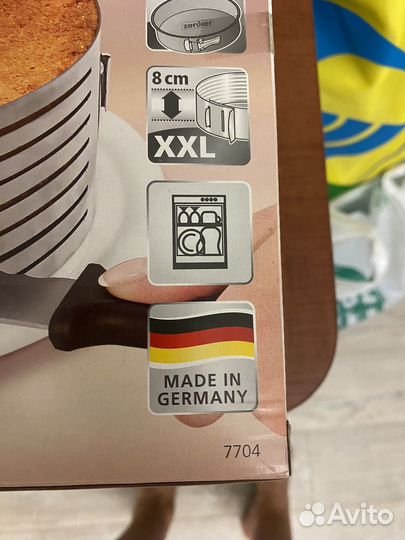 zenker
8 cm
XXL
MADE IN
GERMANY
7704
Avito